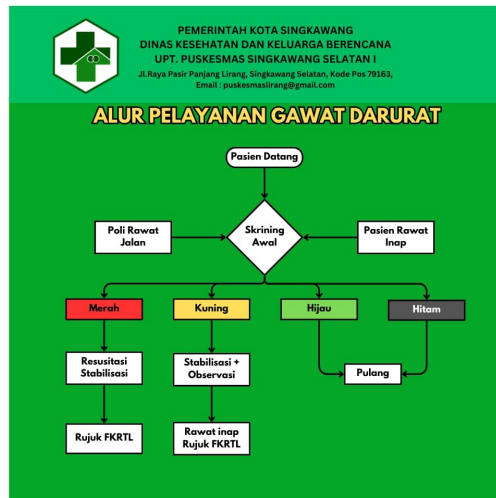 PEMERINTAH KOTA SINGKAWANG
DINAS KESEHATAN DAN KELUARGA BERENCANA
UPT. PUSKESMAS SINGKAWANG SELATAN I
Jl.Raya Pasir Panjang Lirang, Singkawang Selatan, Kode Pos 79163,
Email : puskesmaslirang@gmail.com
ALUR PELAYANAN GAWAT DARURAT
Pasien Datang
Poli Rawat
Jalan
Skrining
Awal
Pasien Rawat
Inap
Merah
Kuning
Hijau
Hitam
Resusitasi
Stabilisasi
Stabilisasi +
Observasi
Pulang
Rujuk FKRTL
Rawat inap
Rujuk FKRTL